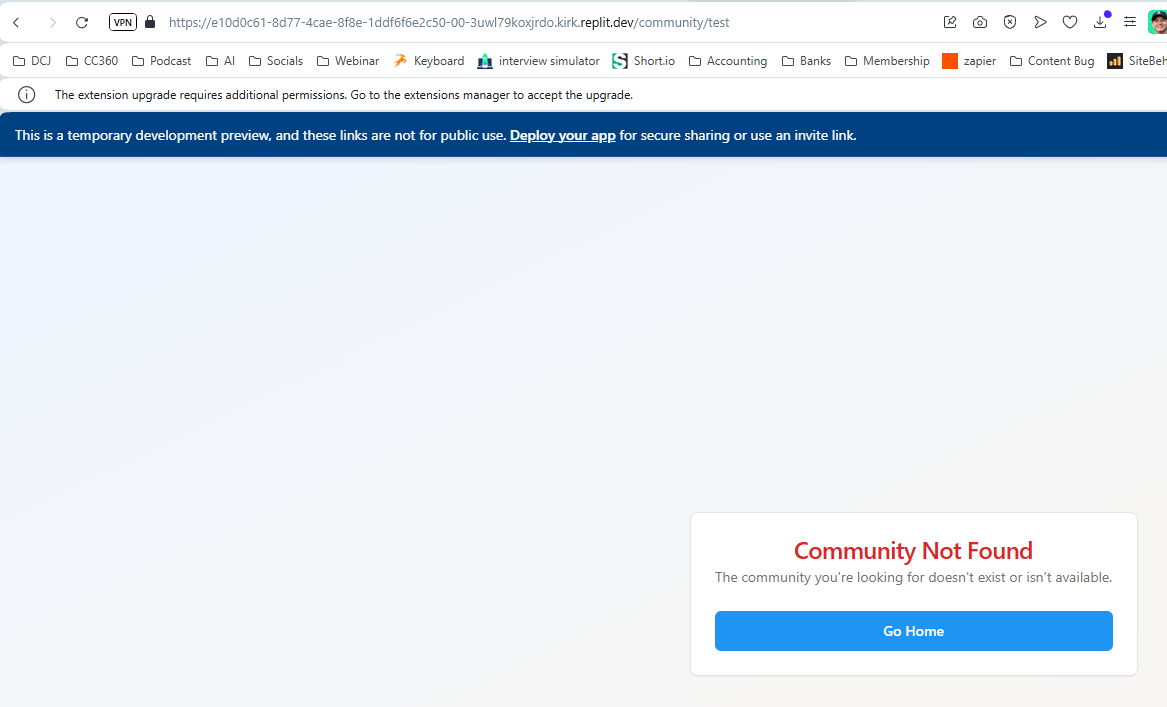 VPN
https://e10d0c61-8d77-4cae-8f8e-1ddf6f6e2c50-00-3uwl79koxjrdo.kirk.replit.dev/community/test
DCJ CC360 Podcast AI Socials Webinar Keyboard interview simulator Short.io Accounting Banks Membership zapier Content Bug SiteBeh
The extension upgrade requires additional permissions. Go to the extensions manager to accept the upgrade.
This is a temporary development preview, and these links are not for public use. Deploy your app for secure sharing or use an invite link.
Community Not Found
The community you're looking for doesn't exist or isn't available.
Go Home